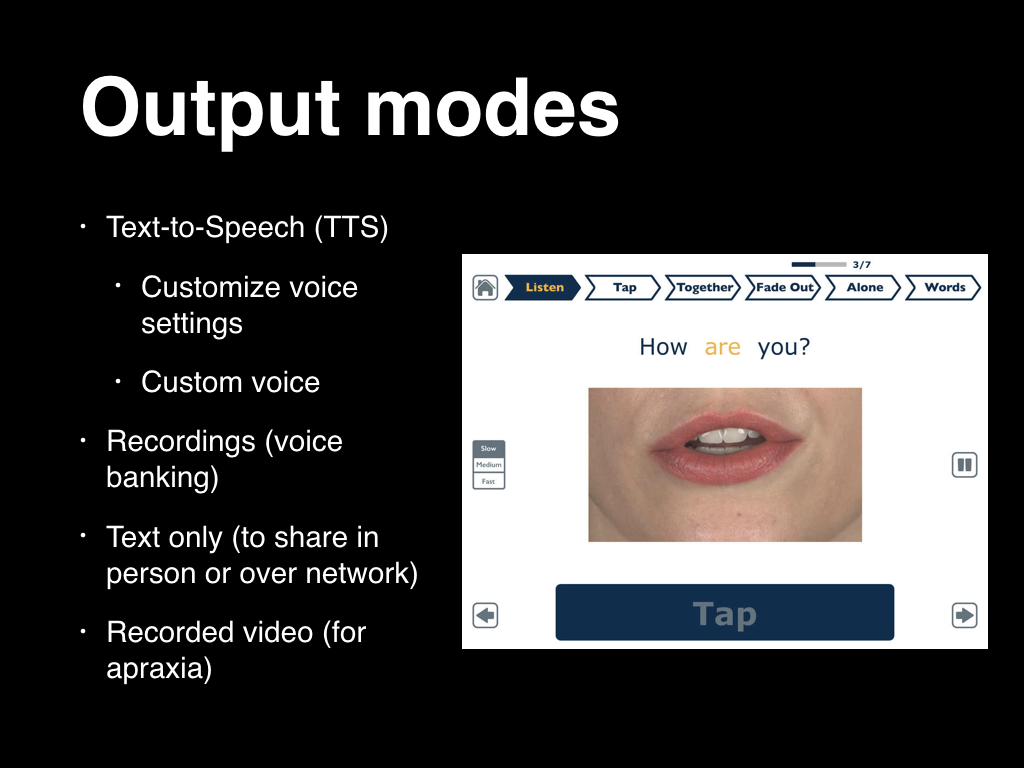 Output modes
• Text-to-Speech (TTS)
• Customize voice
settings
• Custom voice
• Recordings (voice
banking)
• Text only (to share in
person or over network)
• Recorded video (for
apraxia)
3/7
Listen
Tap
Together
Fade Out
Alone
Words
How are you?
Slow
Medium
Fast
Tap